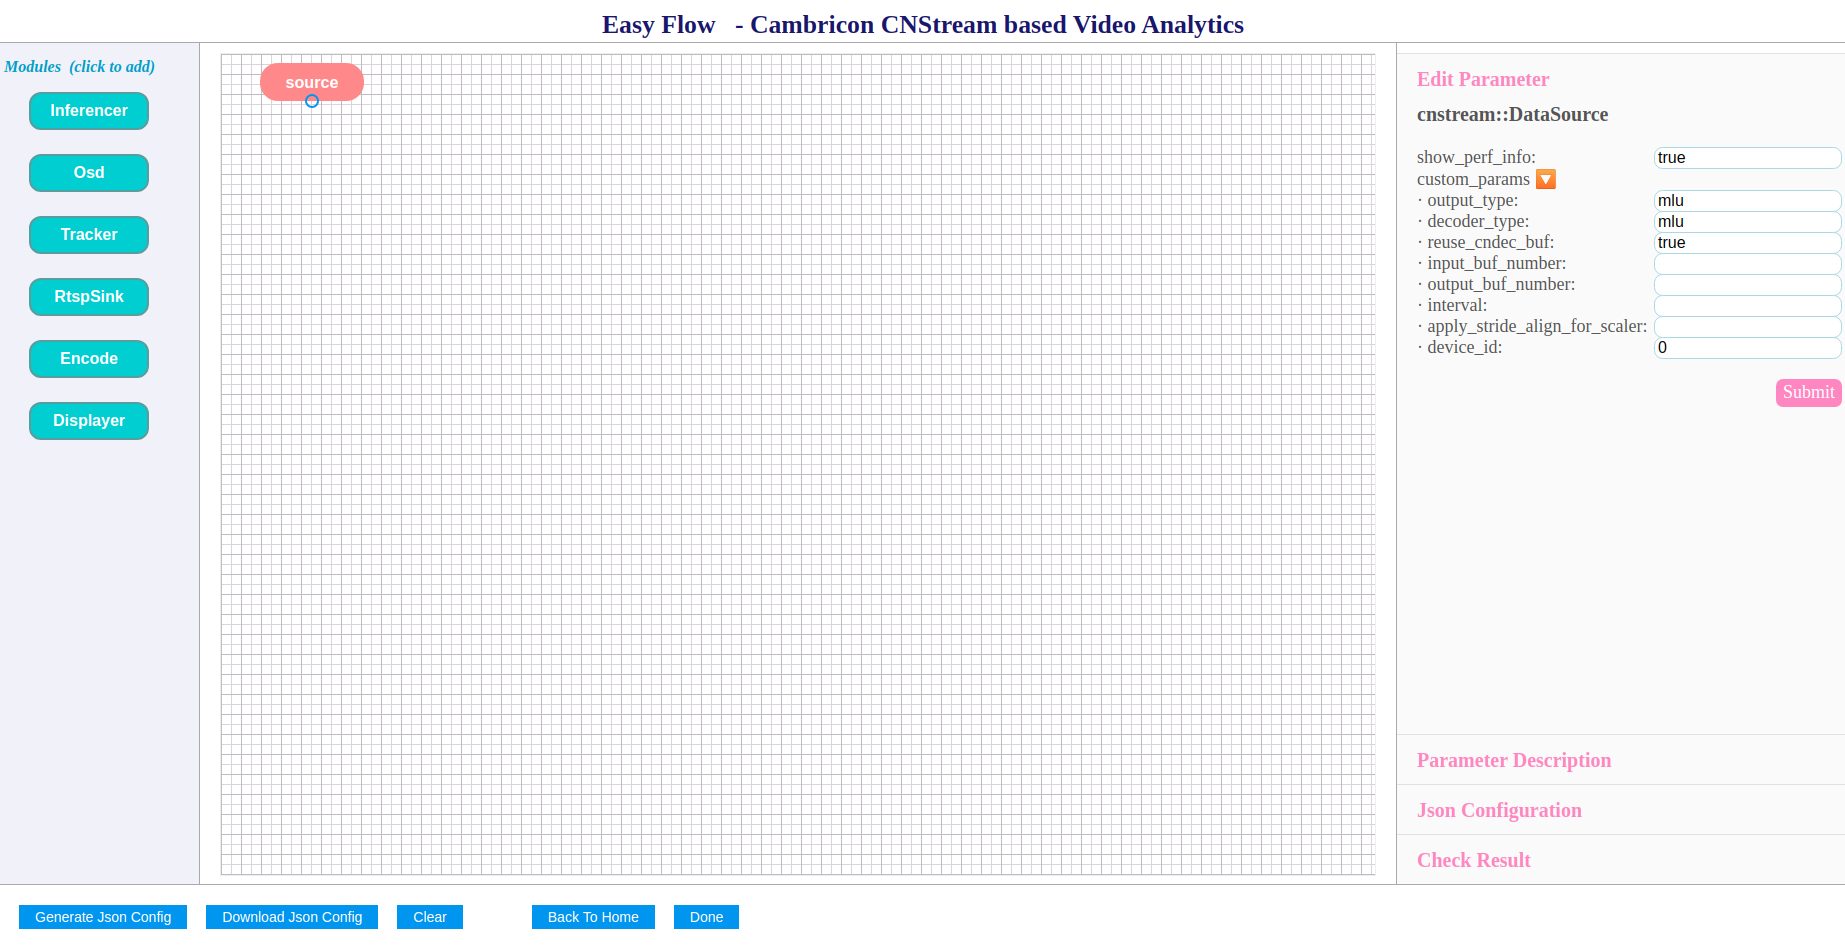 Easy Flow - Cambricon CNStream based Video Analytics
Modules (click to add)
Inferencer
Osd
Tracker
RtspSink
Encode
Displayer
source
Edit Parameter
cnstream::DataSource
show_perf_info: true
custom_params
· output_type: mlu
· decoder_type: mlu
· reuse_cndec_buf: true
· input_buf_number:
· output_buf_number:
· interval:
· apply_stride_align_for_scaler:
· device_id: 0
Submit
Parameter Description
Json Configuration
Check Result
Generate Json Config Download Json Config Clear Back To Home Done